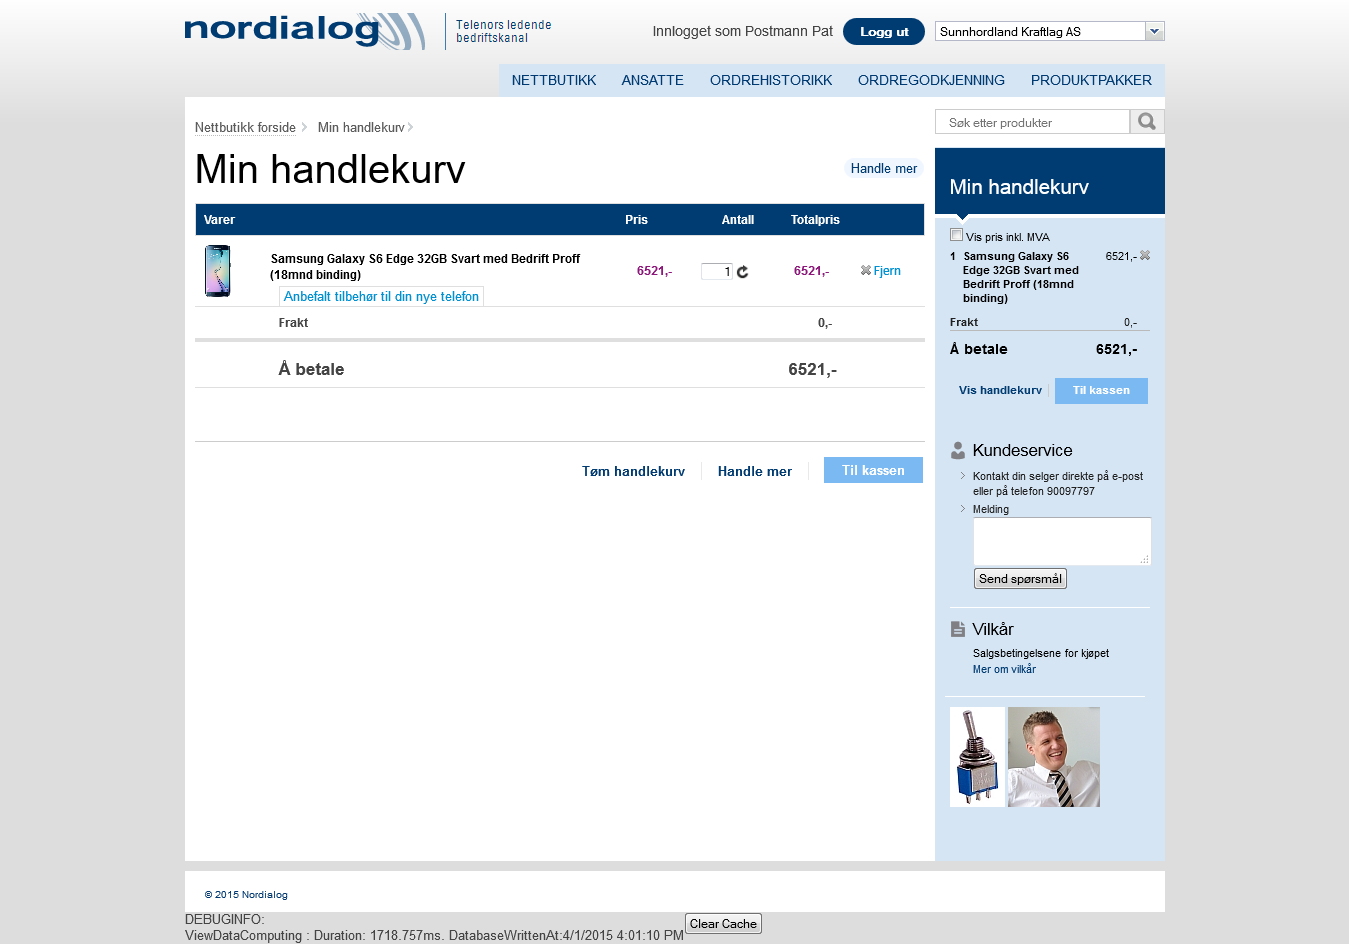 nordialog
Telenors ledende
bedriftskanal
Innlogget som Postmann Pat
Logg ut
Sunnhordland Kraftlag AS
NETTBUTIKK ANSATTE ORDREHISTORIKK ORDREGODKJENNING PRODUKTPAKKER
Nettbutikk forside Min handlekurv
Min handlekurv
Handle mer
Varer Pris Antall Totalpris
Samsung Galaxy S6 Edge 32GB Svart med Bedrift Proff
(18mnd binding)
6521,- 1 6521,- Fjern
Anbefalt tilbehør til din nye telefon
Frakt 0,-
Å betale 6521,-
Tøm handlekurv Handle mer Til kassen
Søk etter produkter
Min handlekurv
Vis pris inkl. MVA
1 Samsung Galaxy S6 6521,-
Edge 32GB Svart med
Bedrift Proff (18mnd
binding)
Frakt 0,-
Å betale 6521,-
Vis handlekurv Til kassen
Kundeservice
Kontakt din selger direkte på e-post
eller på telefon 90097797
Melding
Send spørsmål
Vilkår
Salgsbetingelsene for kjøpet
Mer om vilkår
© 2015 Nordialog
DEBUGINFO:
ViewDataComputing : Duration: 1718.757ms. DatabaseWrittenAt:4/1/2015 4:01:10 PM
Clear Cache